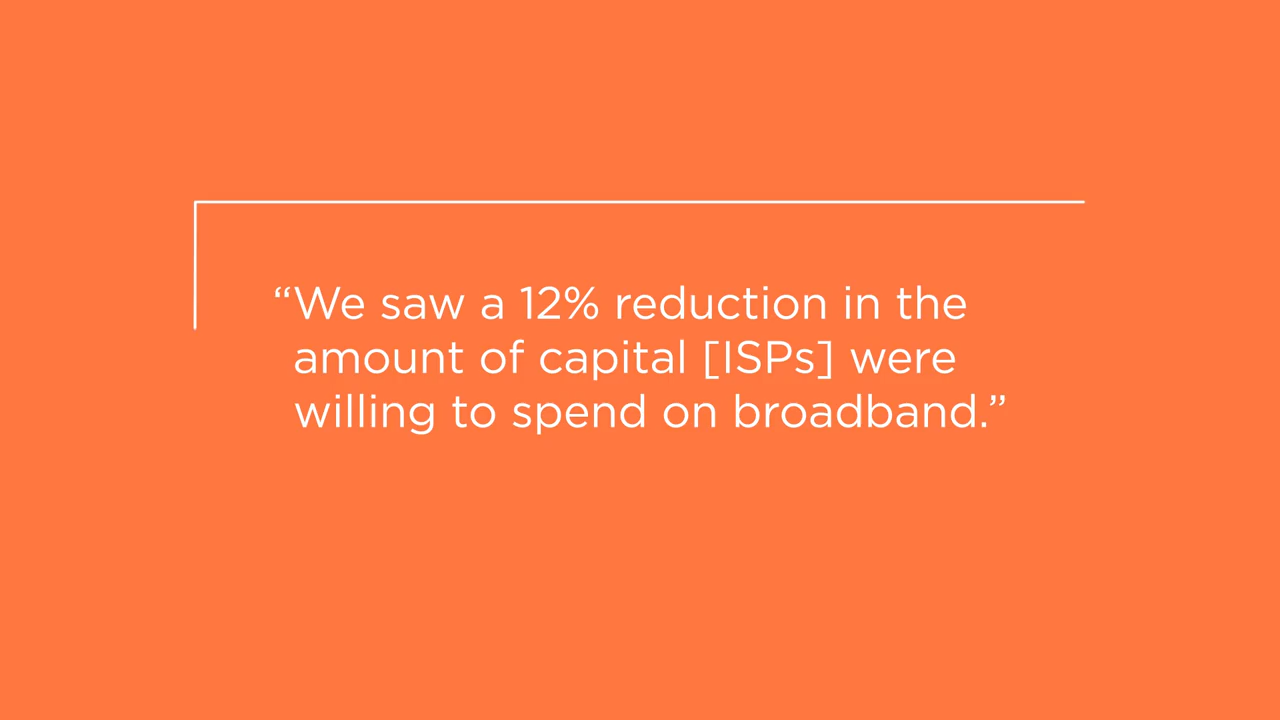 “We saw a 12% reduction in the
amount of capital [ISPs] were
willing to spend on broadband.”